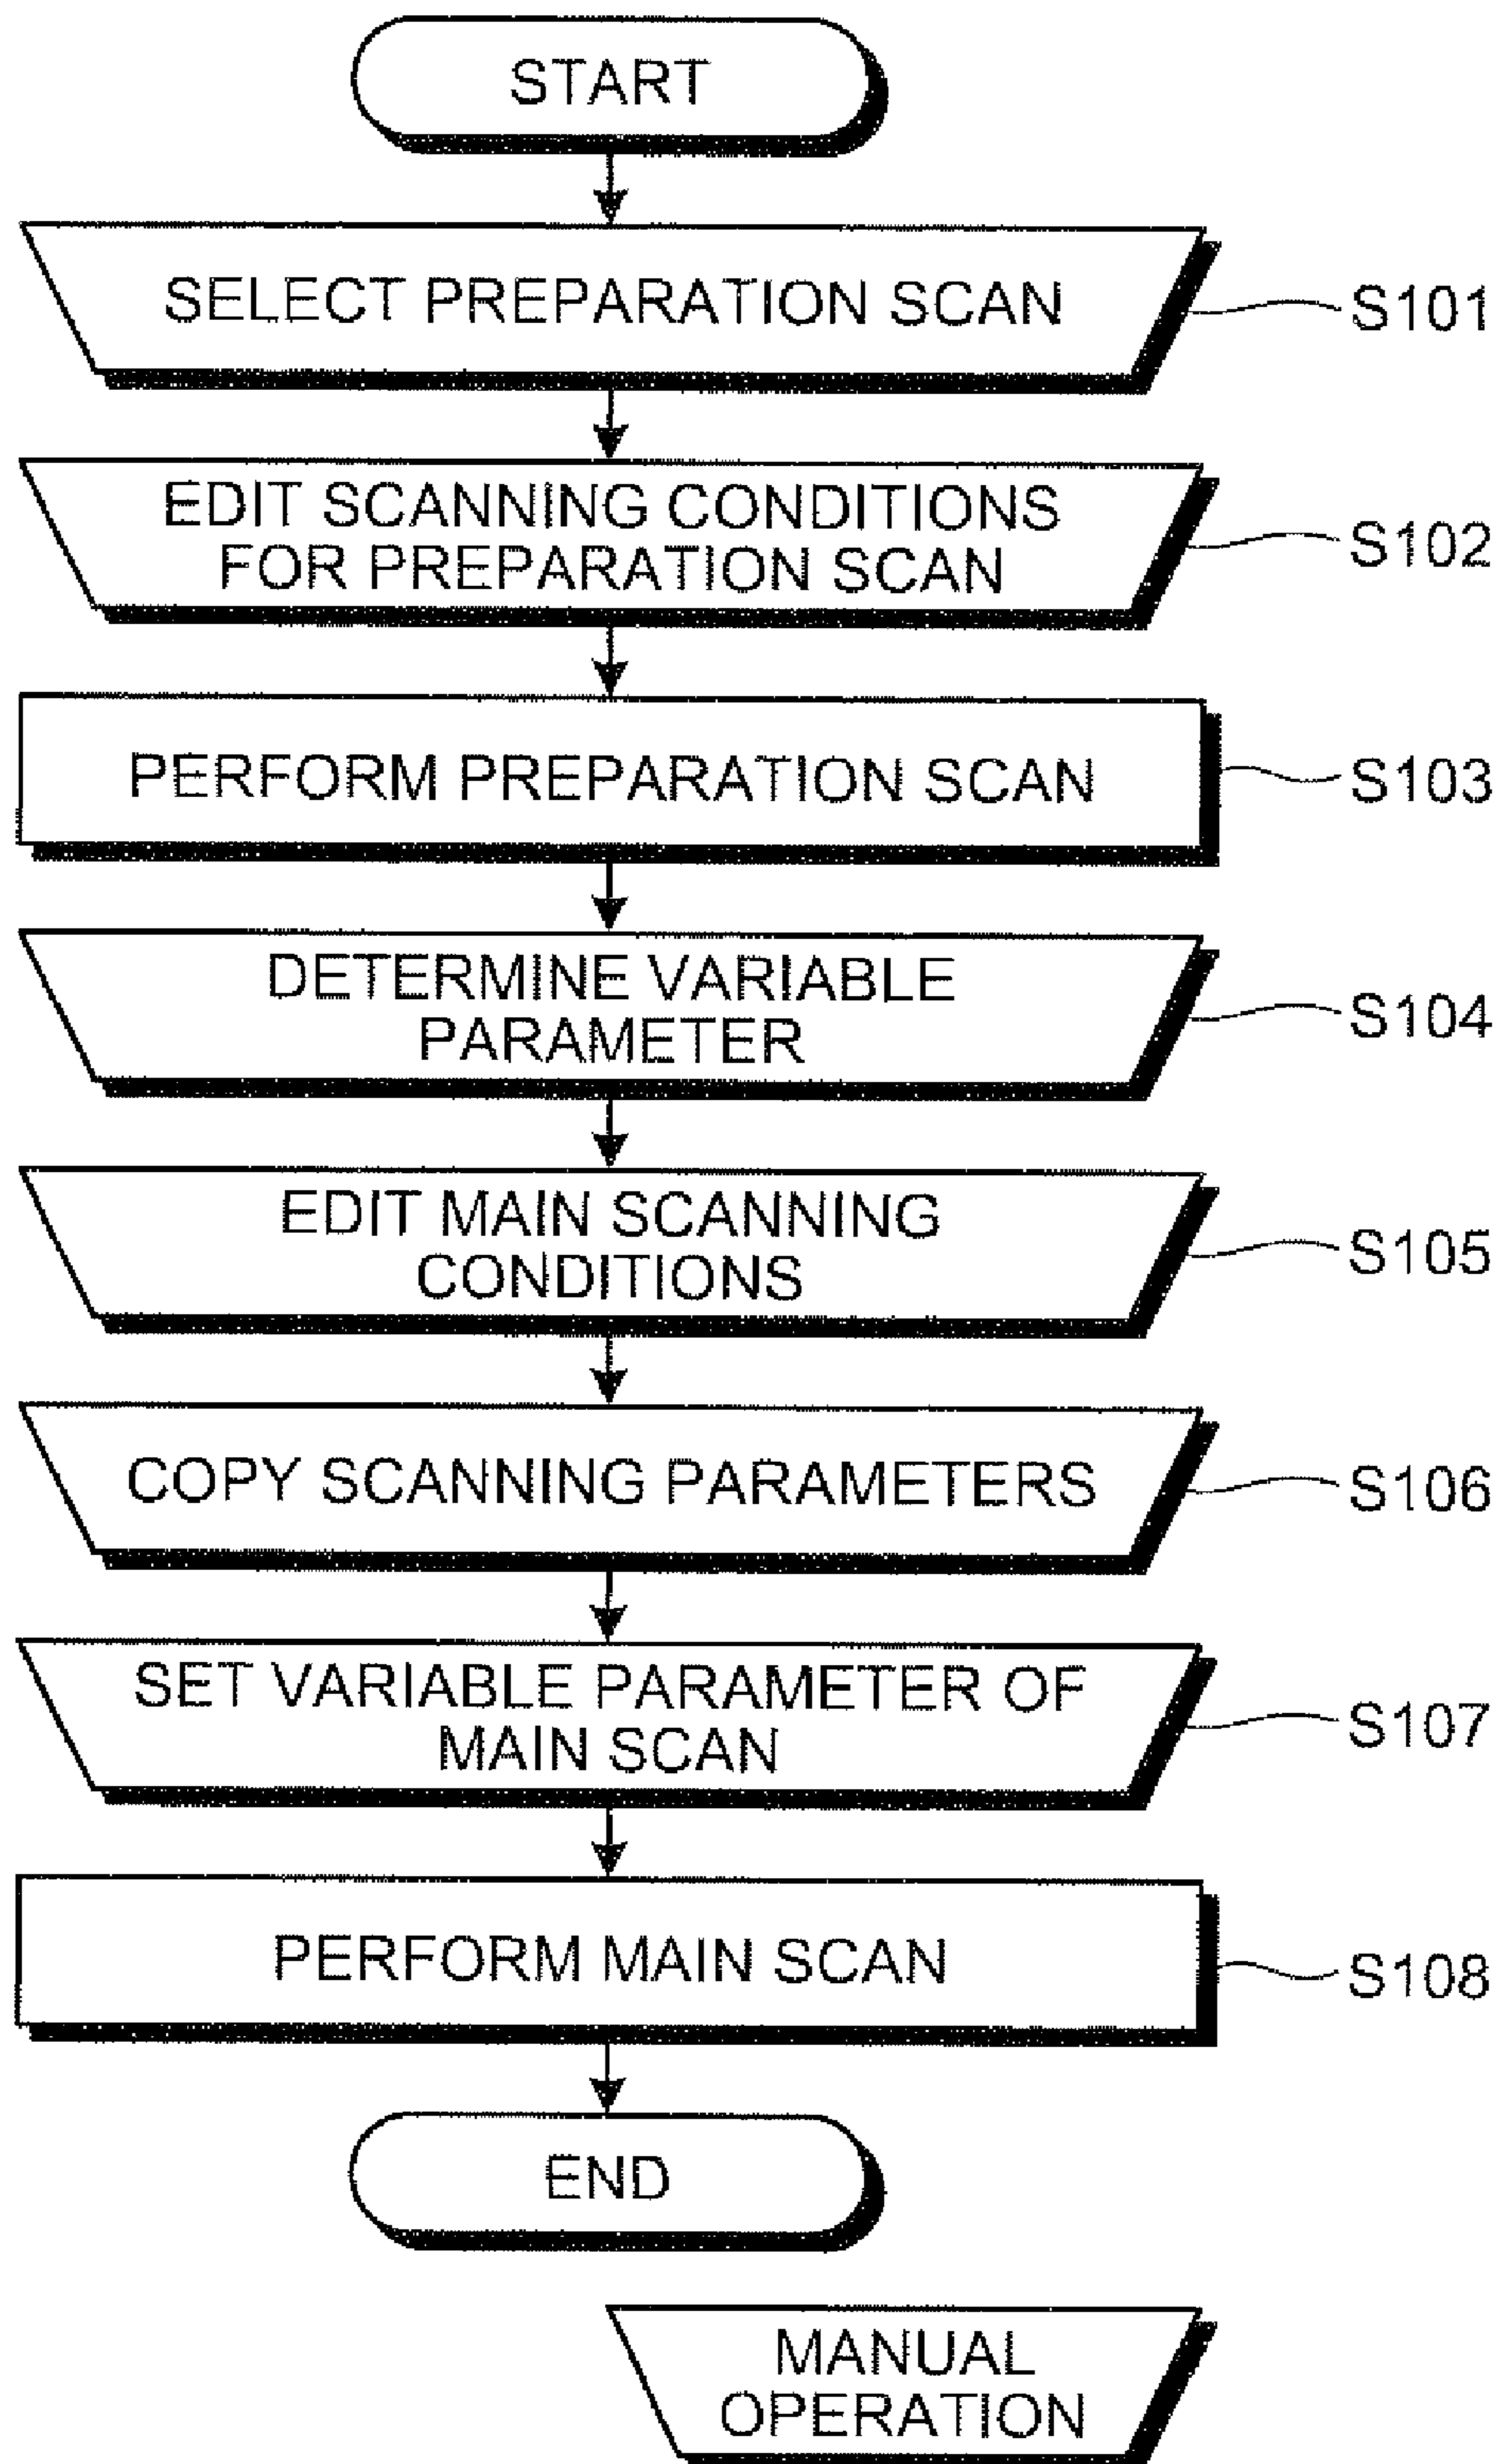 START
SELECT PREPARATION SCAN
S101
EDIT SCANNING CONDITIONS
FOR PREPARATION SCAN
S102
PERFORM PREPARATION SCAN
S103
DETERMINE VARIABLE
PARAMETER
S104
EDIT MAIN SCANNING
CONDITIONS
S105
COPY SCANNING PARAMETERS
S106
SET VARIABLE PARAMETER OF
MAIN SCAN
S107
PERFORM MAIN SCAN
S108
END
MANUAL
OPERATION